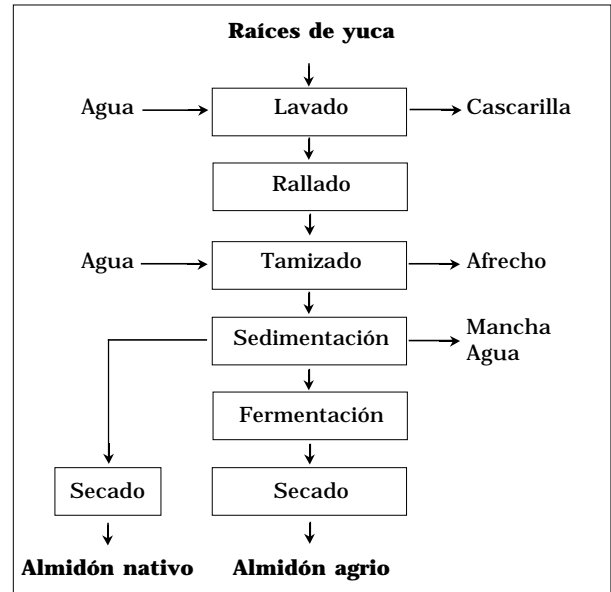 Raíces de yuca
Agua
Lavado
Cascarilla
Rallado
Agua
Tamizado
Afrecho
Sedimentación
Mancha
Agua
Fermentación
Secado
Secado
Almidón nativo
Almidón agrio